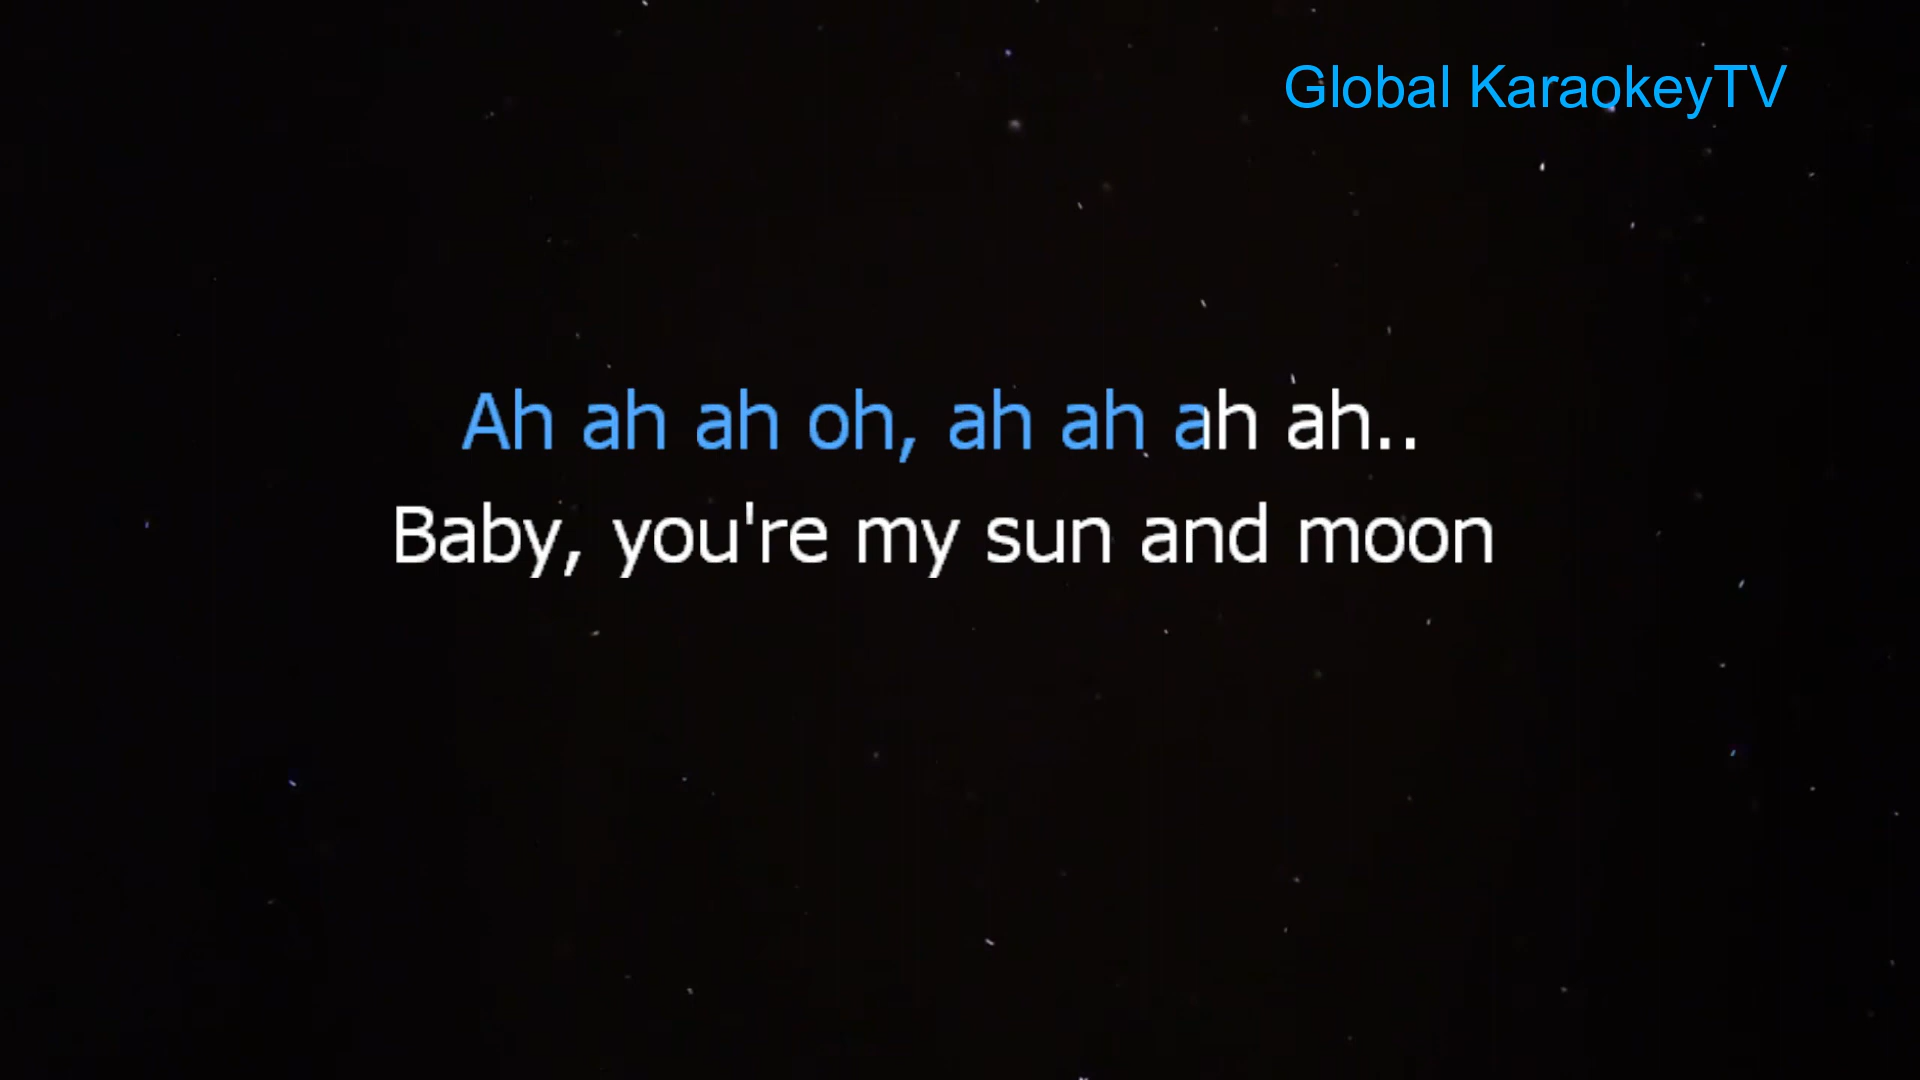 Global KaraokeyTV
Ah ah ah oh, ah ah ah ah..
Baby, you're my sun and moon